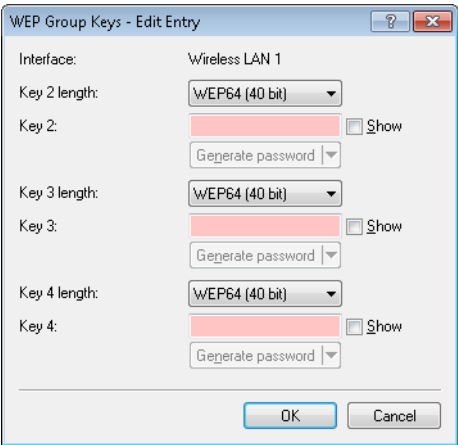 WEP Group Keys - Edit Entry
Interface: Wireless LAN 1
Key 2 length: WEP64 (40 bit)
Key 2: Show
Generate password
Key 3 length: WEP64 (40 bit)
Key 3: Show
Generate password
Key 4 length: WEP64 (40 bit)
Key 4: Show
Generate password
OK Cancel